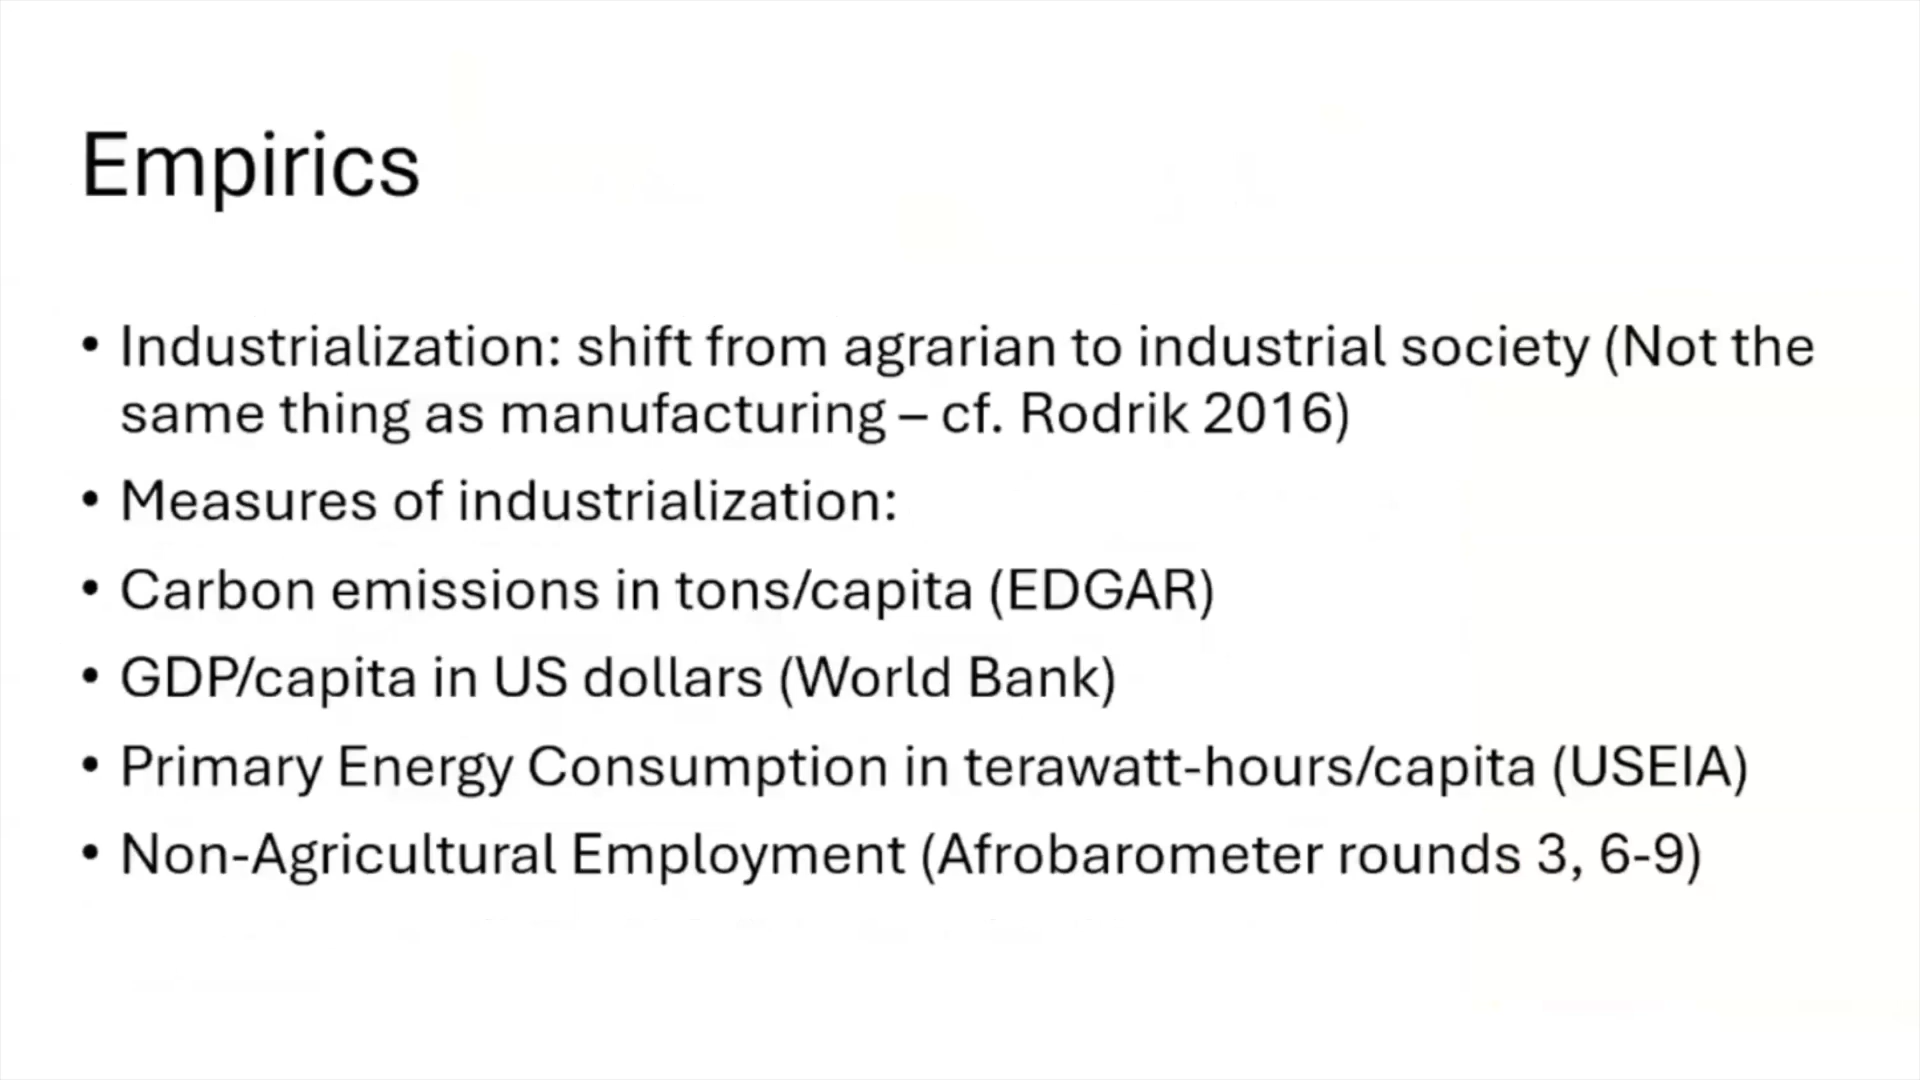 Empirics
• Industrialization: shift from agrarian to industrial society (Not the
same thing as manufacturing – cf. Rodrik 2016)
• Measures of industrialization:
• Carbon emissions in tons/capita (EDGAR)
• GDP/capita in US dollars (World Bank)
• Primary Energy Consumption in terawatt-hours/capita (USEIA)
• Non-Agricultural Employment (Afrobarometer rounds 3, 6-9)